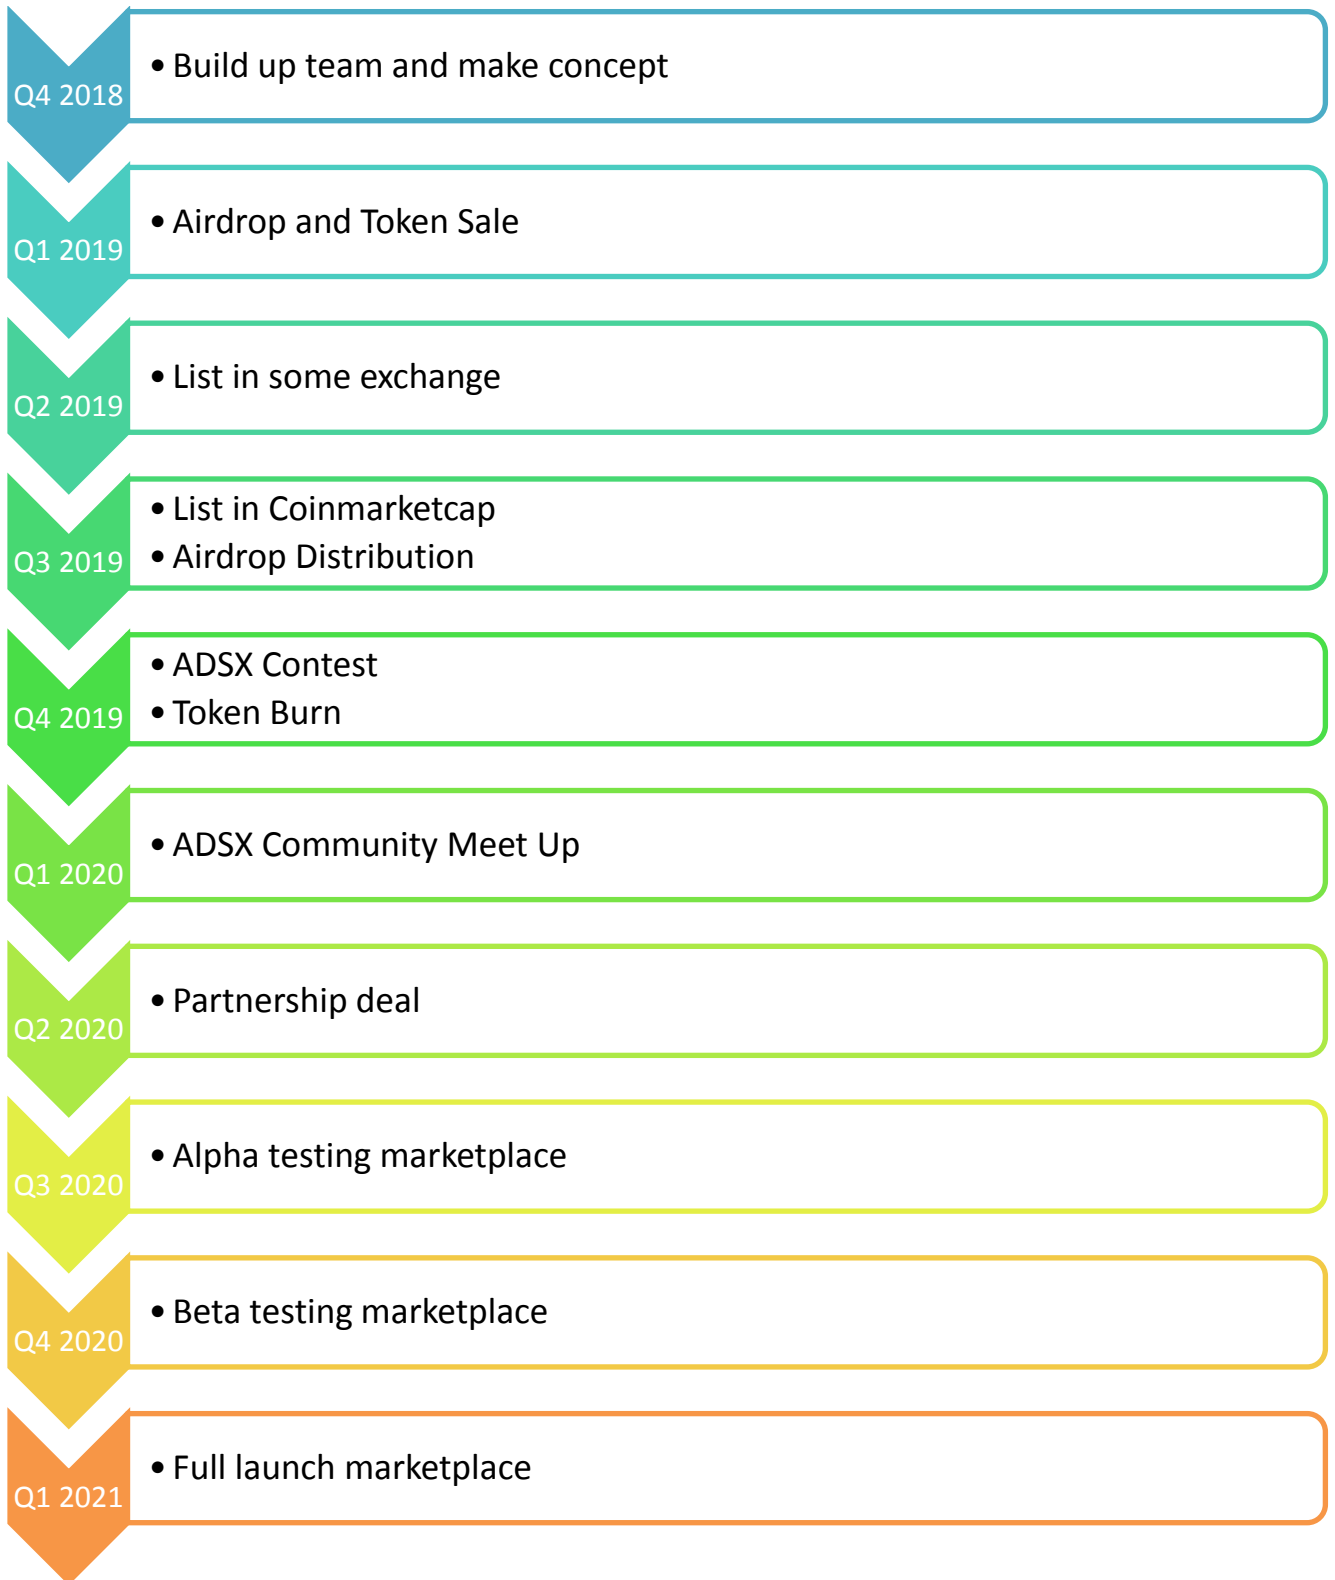 Q4 2018
• Build up team and make concept
Q1 2019
• Airdrop and Token Sale
Q2 2019
• List in some exchange
Q3 2019
• List in Coinmarketcap
• Airdrop Distribution
Q4 2019
• ADSX Contest
• Token Burn
Q1 2020
• ADSX Community Meet Up
Q2 2020
• Partnership deal
Q3 2020
• Alpha testing marketplace
Q4 2020
• Beta testing marketplace
Q1 2021
• Full launch marketplace